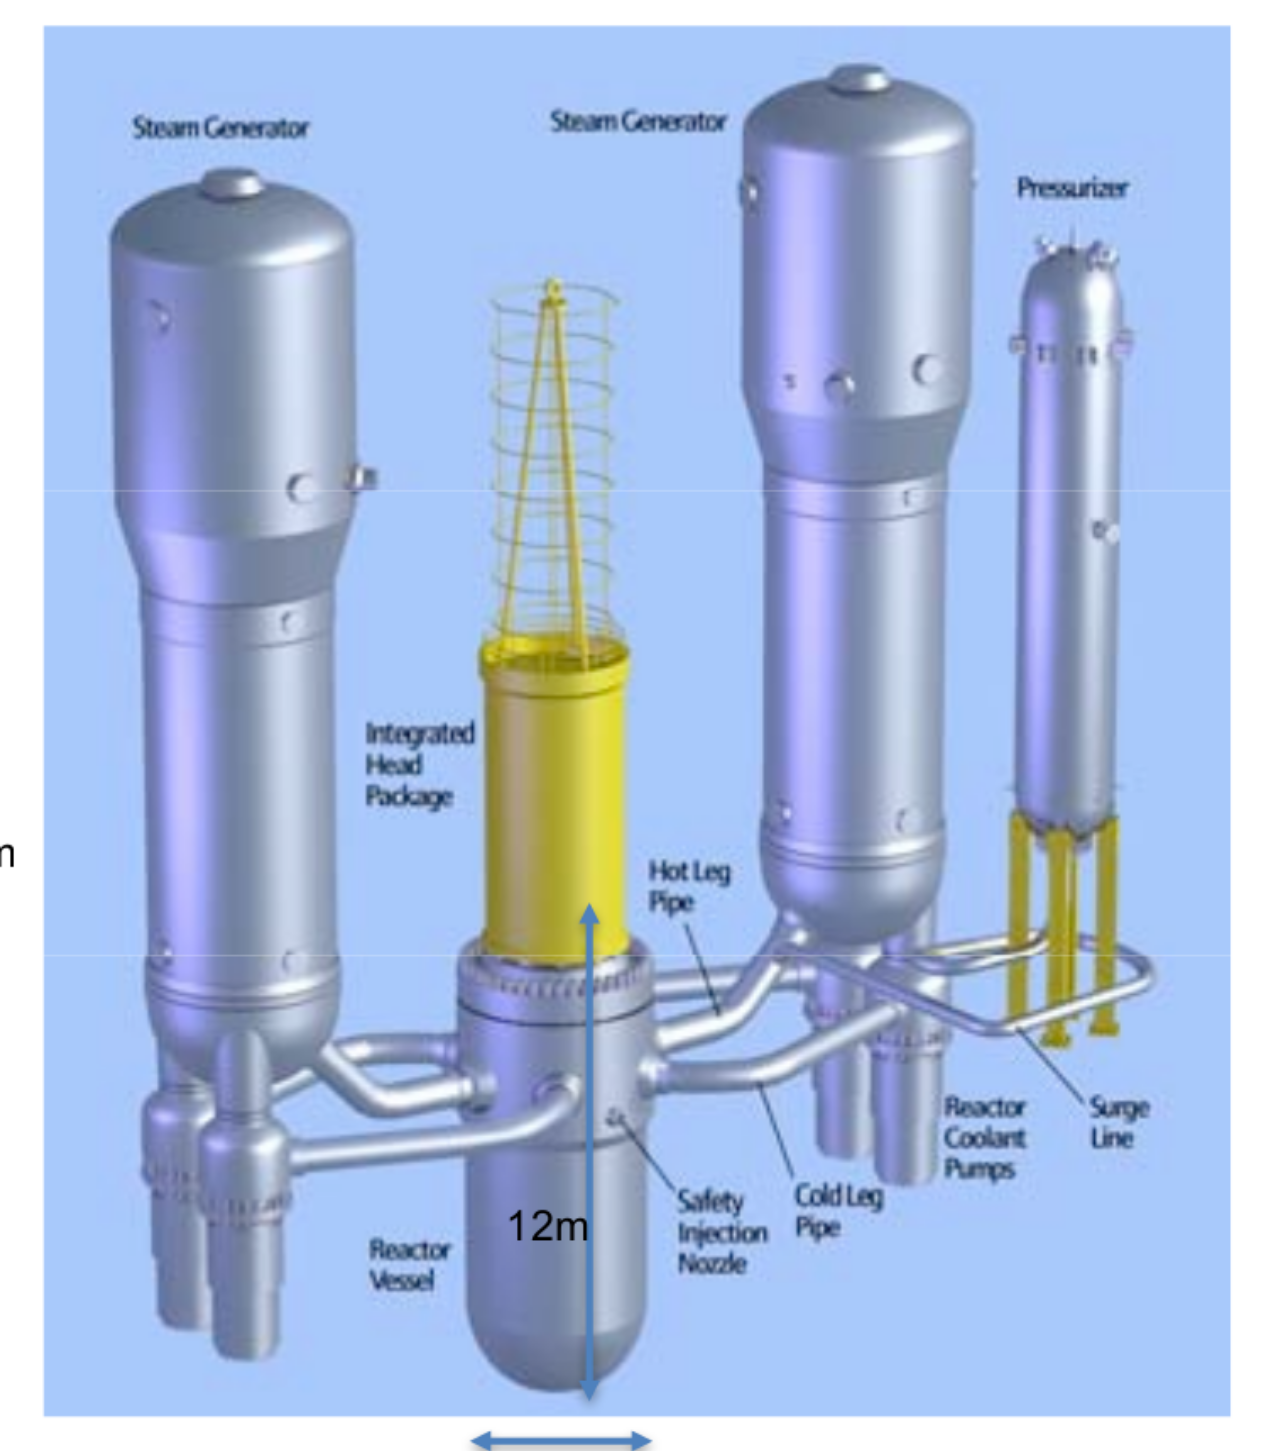 Steam Generator
Steam Generator
Pressurizer
Integrated
Head
Package
m
Hot Leg
Pipe
Reactor
Coolant
Pumps
Surge
Line
Safety
Injection
Nozzle
Cold Leg
Pipe
12m
Reactor
Vessel